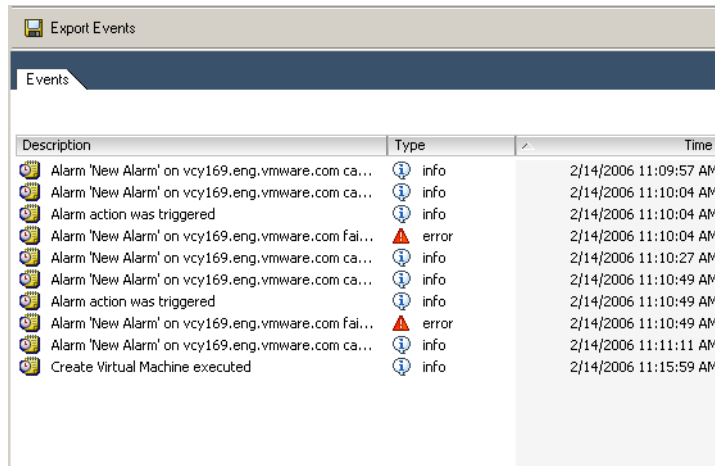 Export Events
Events
Description Type Time
Alarm 'New Alarm' on vcy169.eng.vmware.com ca... info 2/14/2006 11:09:57 AM
Alarm 'New Alarm' on vcy169.eng.vmware.com ca... info 2/14/2006 11:10:04 AM
Alarm action was triggered info 2/14/2006 11:10:04 AM
Alarm 'New Alarm' on vcy169.eng.vmware.com fai... error 2/14/2006 11:10:04 AM
Alarm 'New Alarm' on vcy169.eng.vmware.com ca... info 2/14/2006 11:10:27 AM
Alarm 'New Alarm' on vcy169.eng.vmware.com ca... info 2/14/2006 11:10:49 AM
Alarm action was triggered info 2/14/2006 11:10:49 AM
Alarm 'New Alarm' on vcy169.eng.vmware.com fai... error 2/14/2006 11:10:49 AM
Alarm 'New Alarm' on vcy169.eng.vmware.com ca... info 2/14/2006 11:11:11 AM
Create Virtual Machine executed info 2/14/2006 11:15:59 AM